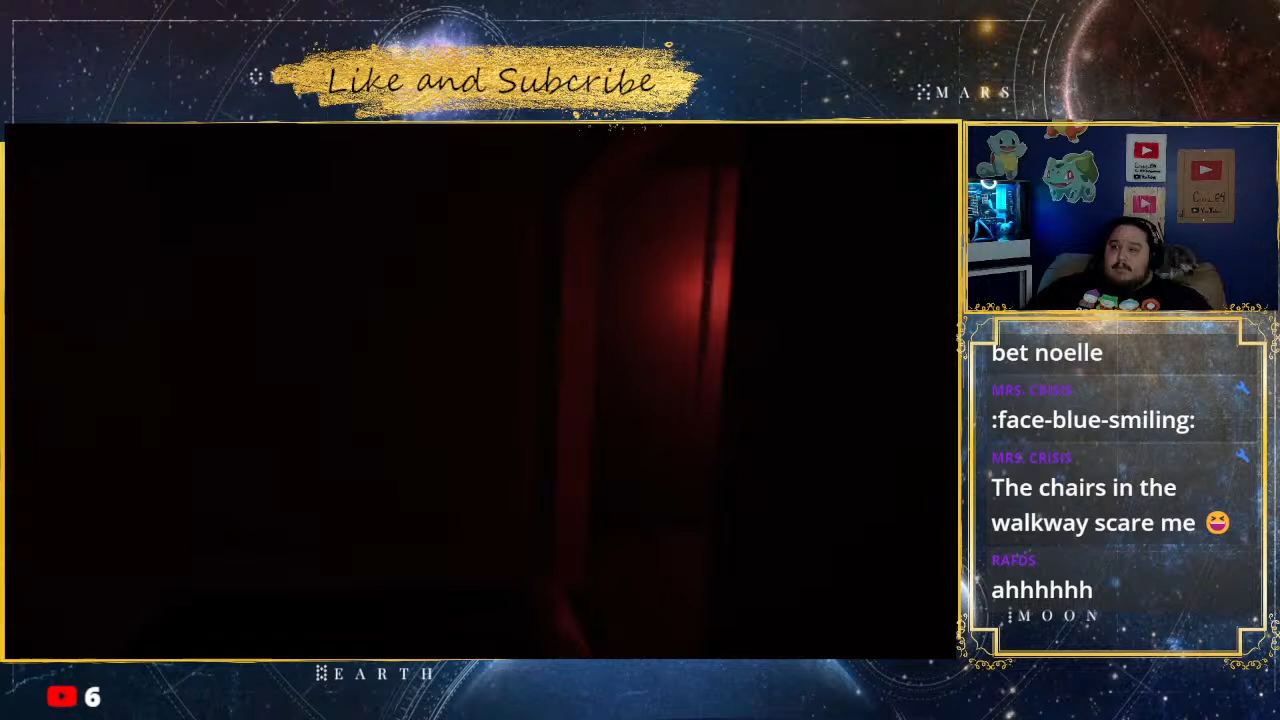 Like and Subcribe
MARS
bet noelle
MRS. CRISIS
:face-blue-smiling:
MRS. CRISIS
The chairs in the
walkway scare me 😆
RAFDS
ahhhhhh
MOON
EARTH
6